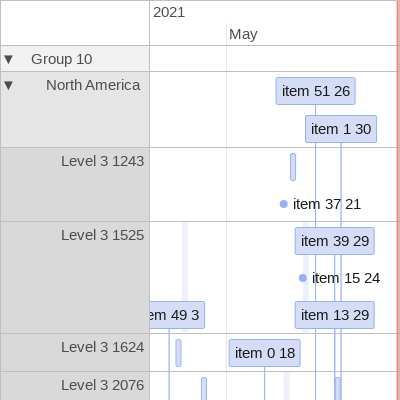 2021
May
▼ Group 10
▼ North America
item 51 26
item 1 30
Level 3 1243
item 37 21
Level 3 1525
item 39 29
item 15 24
em 49 3
item 13 29
Level 3 1624
item 0 18
Level 3 2076